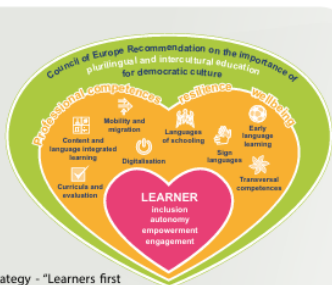 Council of Europe Recommendation on the importance of
plurilingual and intercultural education
for democratic culture
professional competences resilience wellbeing
Mobility and
migration
Languages
of schooling
Early
language
learning
Content and
language integrated
learning
Digitalisation
Sign
languages
Curricula and
evaluation
Transversal
competences
LEARNER
inclusion
autonomy
empowerment
engagement
ategy - "Learners first